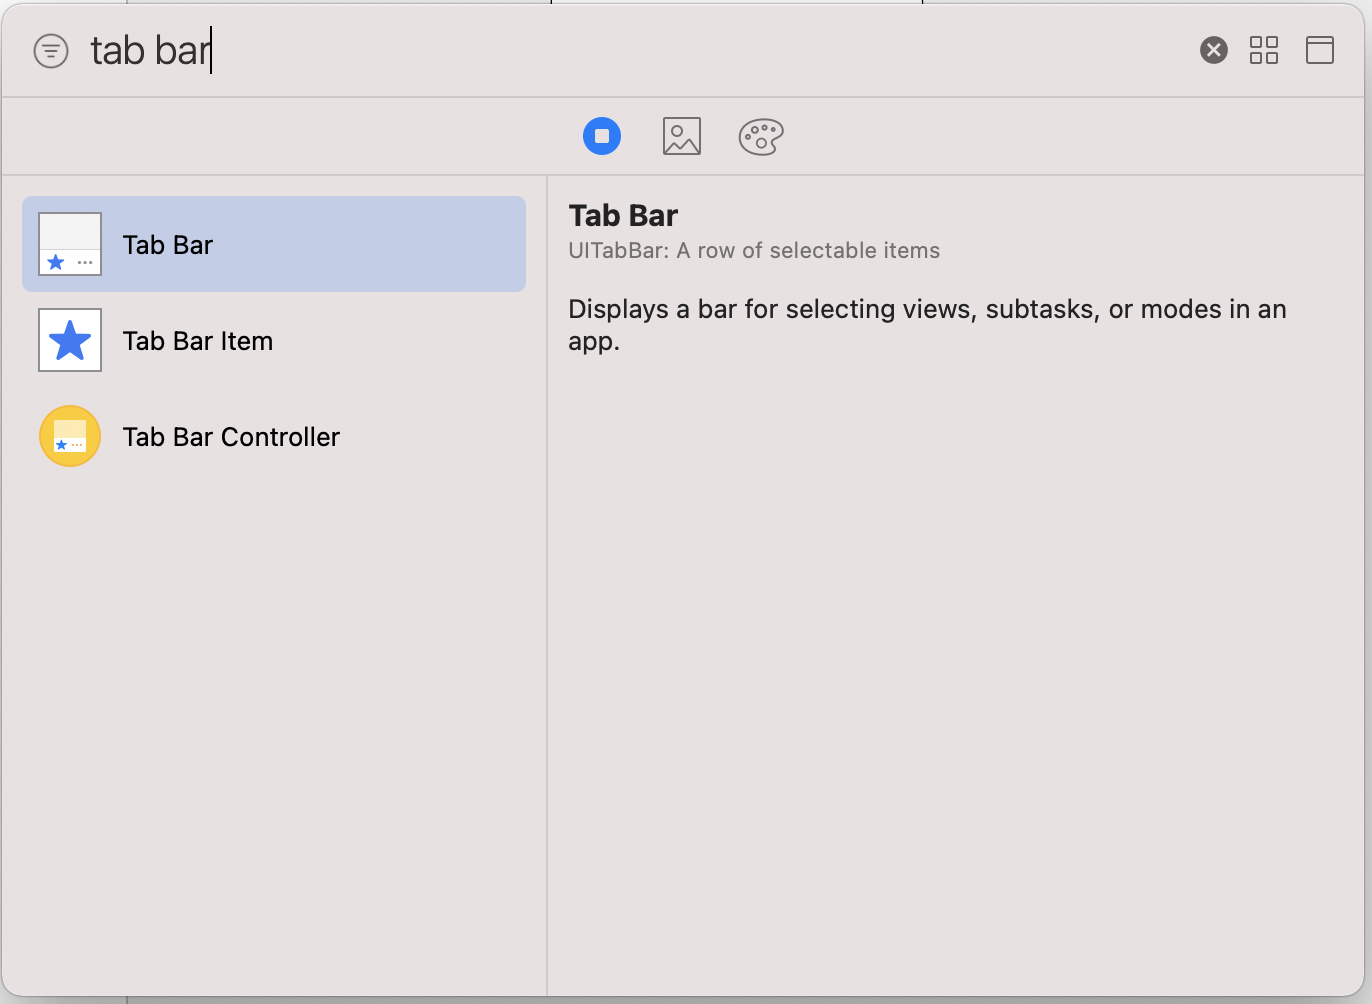 tab bar
Tab Bar
Tab Bar Item
Tab Bar Controller
Tab Bar
UITabBar: A row of selectable items
Displays a bar for selecting views, subtasks, or modes in an
app.